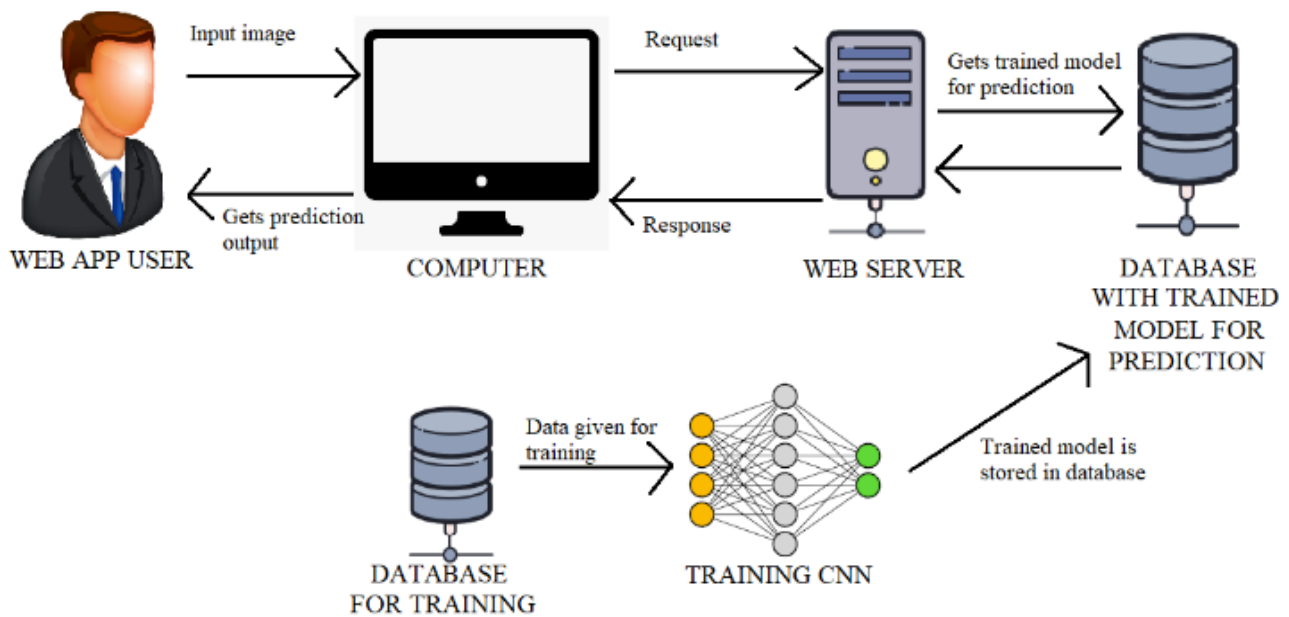 Input image
Request
Gets trained model
for prediction
Gets prediction
output
Response
WEB APP USER
COMPUTER
WEB SERVER
DATABASE
WITH TRAINED
MODEL FOR
PREDICTION
Data given for
training
Trained model is
stored in database
DATABASE
FOR TRAINING
TRAINING CNN